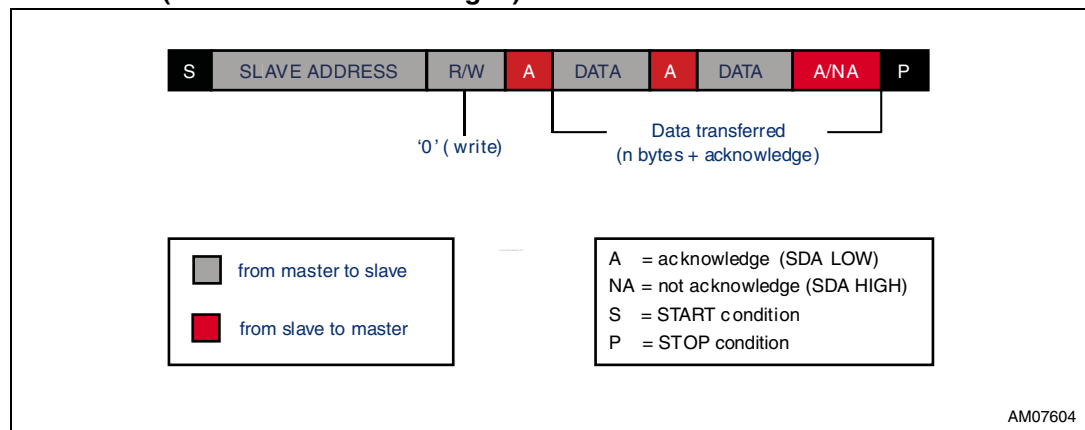 S SLAVE ADDRESS R/W A DATA A DATA A/NA P
'0' ( write)
Data transferred
(n bytes + acknowledge)
from master to slave
from slave to master
A = acknowledge (SDA LOW)
NA = not acknowledge (SDA HIGH)
S = START condition
P = STOP condition
AM07604